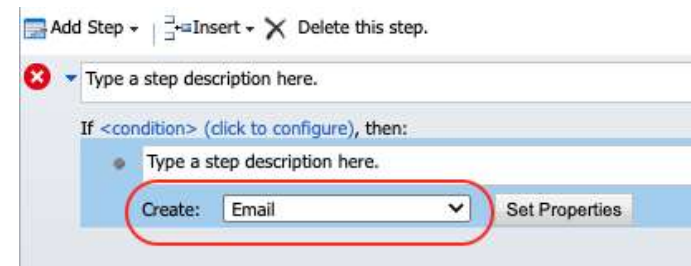 Add Step Insert Delete this step.
Type a step description here.
If <condition> (click to configure), then:
Type a step description here.
Create: Email Set Properties